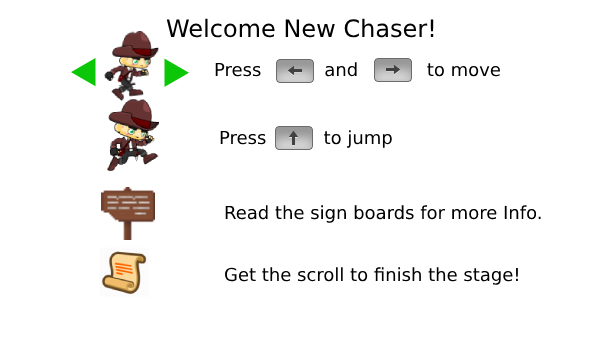 Welcome New Chaser!
Press ← and → to move
Press ↑ to jump
Read the sign boards for more Info.
Get the scroll to finish the stage!